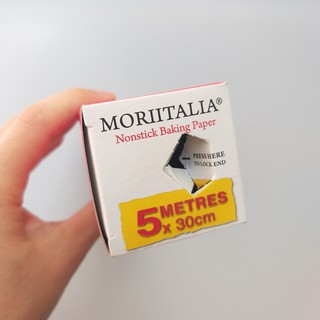 MORIITALIA®
Nonstick Baking Paper
PRESS HERE
TO LOCK END
5 METRES
x 30cm